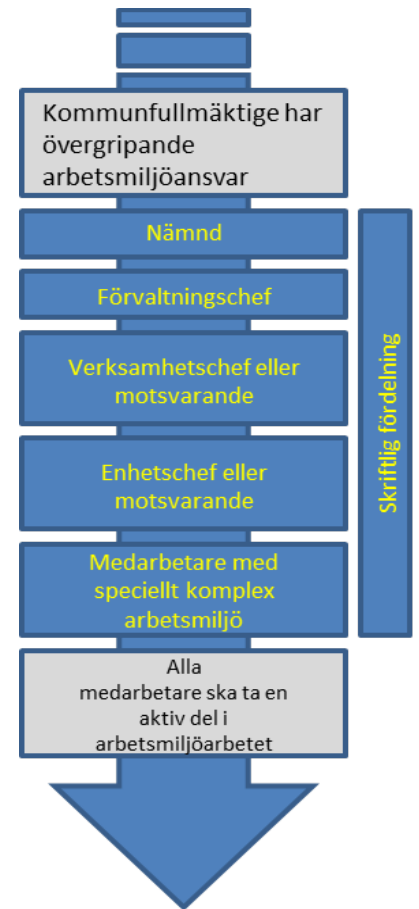 Kommunfullmäktige har
övergripande
arbetsmiljöansvar
Nämnd
Förvaltningschef
Verksamhetschef eller
motsvarande
Enhetschef eller
motsvarande
Medarbetare med
speciellt komplex
arbetsmiljö
Skriftlig fördelning
Alla
medarbetare ska ta en
aktiv del i
arbetsmiljöarbetet